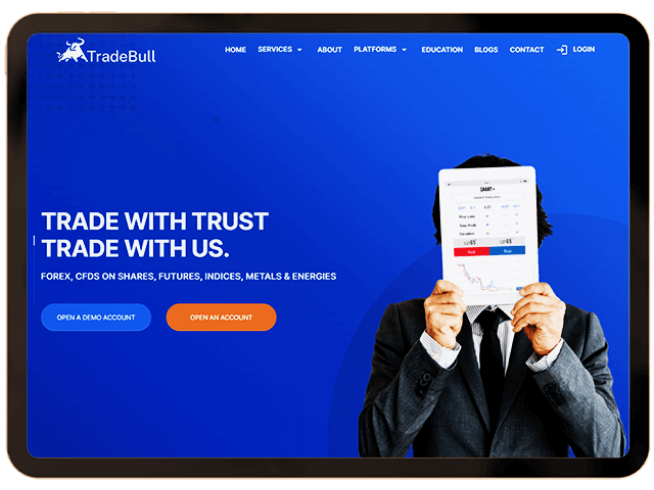 TradeBull
HOME SERVICES ABOUT PLATFORMS EDUCATION BLOGS CONTACT LOGIN
TRADE WITH TRUST
TRADE WITH US.
FOREX, CFDS ON SHARES, FUTURES, INDICES, METALS & ENERGIES
OPEN A DEMO ACCOUNT OPEN AN ACCOUNT